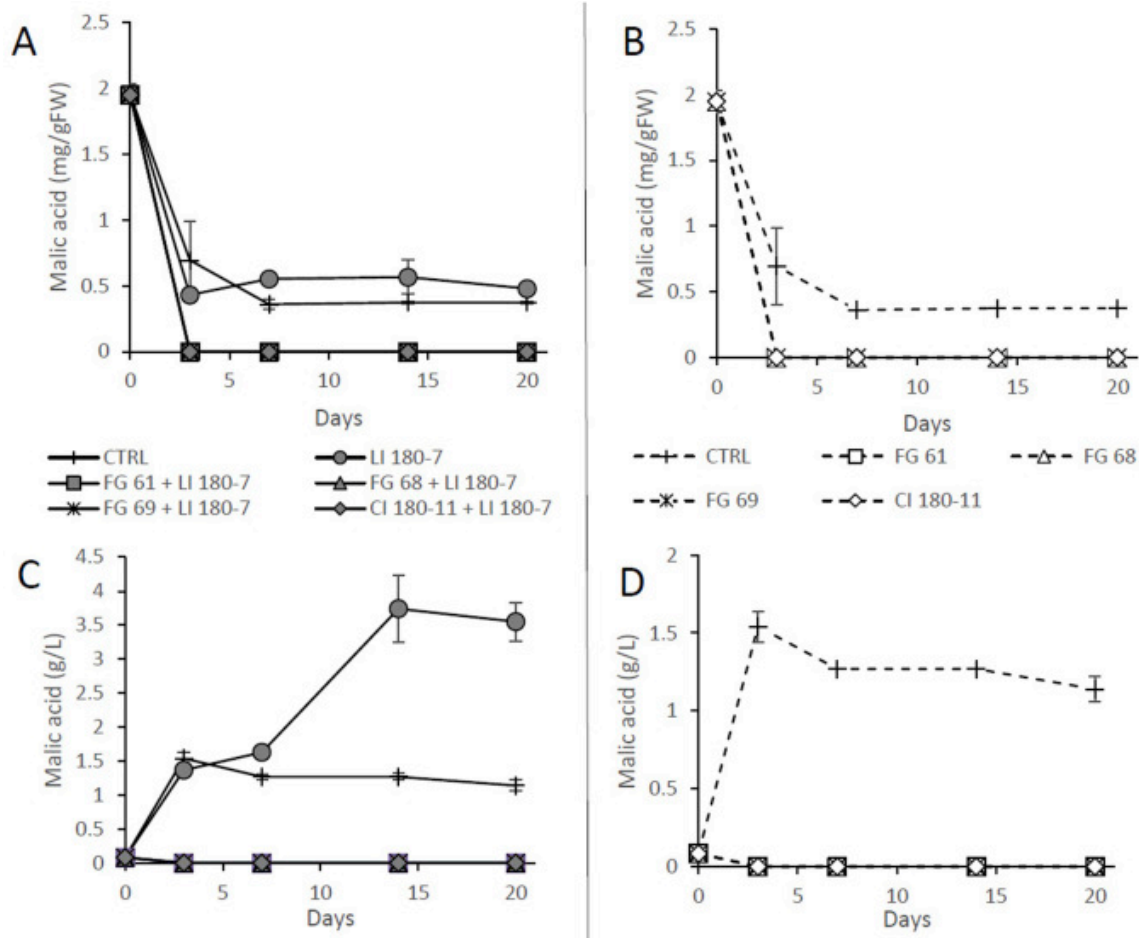 A
Malic acid (mg/gFW)
2.5
2
1.5
1
0.5
0
0 5 10 15 20
Days
CTRL LI 180-7
FG 61 + LI 180-7 FG 68 + LI 180-7
FG 69 + LI 180-7 CI 180-11 + LI 180-7
B
Malic acid (mg/gFW)
2.5
2
1.5
1
0.5
0
0 5 10 15 20
Days
CTRL FG 61 FG 68
FG 69 CI 180-11
C
Malic acid (g/L)
4.5
4
3.5
3
2.5
2
1.5
1
0.5
0
0 5 10 15 20
Days
D
Malic acid (g/L)
2
1.5
1
0.5
0
0 5 10 15 20
Days